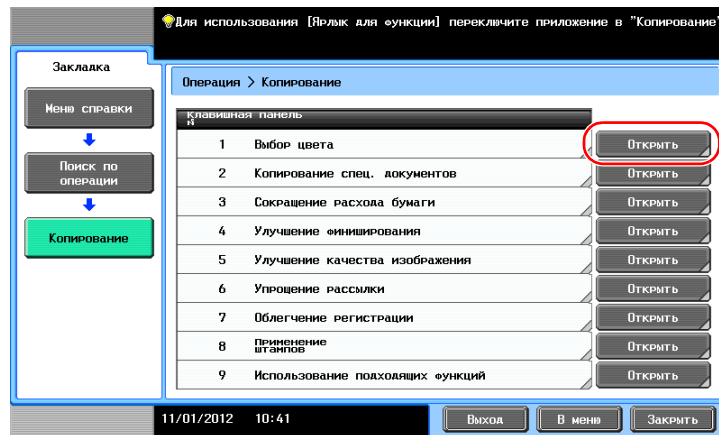 Для использования [Ярлык для функции] переключите приложение в "Копирование"
Закладка
Операция > Копирование
Меню справки
Клавишная панель
й
1 Выбор цвета Открыть
Поиск по
операции
2 Копирование спец. документов Открыть
3 Сокращение расхода бумаги Открыть
Копирование
4 Улучшение финиширования Открыть
5 Улучшение качества изображения Открыть
6 Упрощение рассылки Открыть
7 Облегчение регистрации Открыть
8 Применение
штампов Открыть
9 Использование подходящих функций Открыть
11/01/2012 10:41 Выход В меню Закрыть